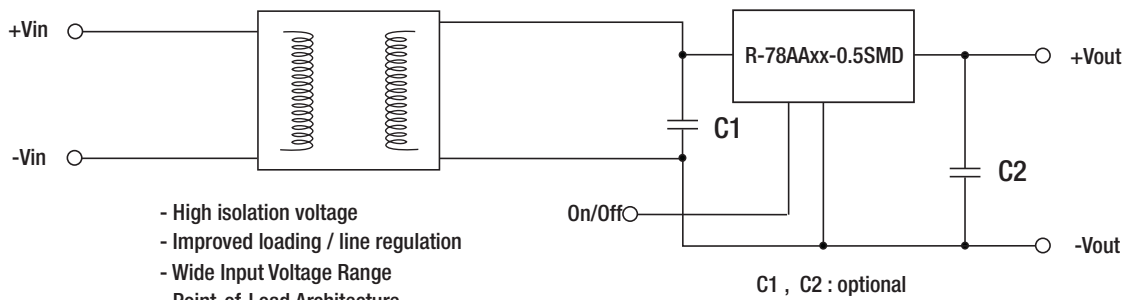 +Vin
-Vin
R-78AAxx-0.5SMD
+Vout
C1
C2
On/Off
-Vout
- High isolation voltage
- Improved loading / line regulation
- Wide Input Voltage Range
C1 , C2 : optional